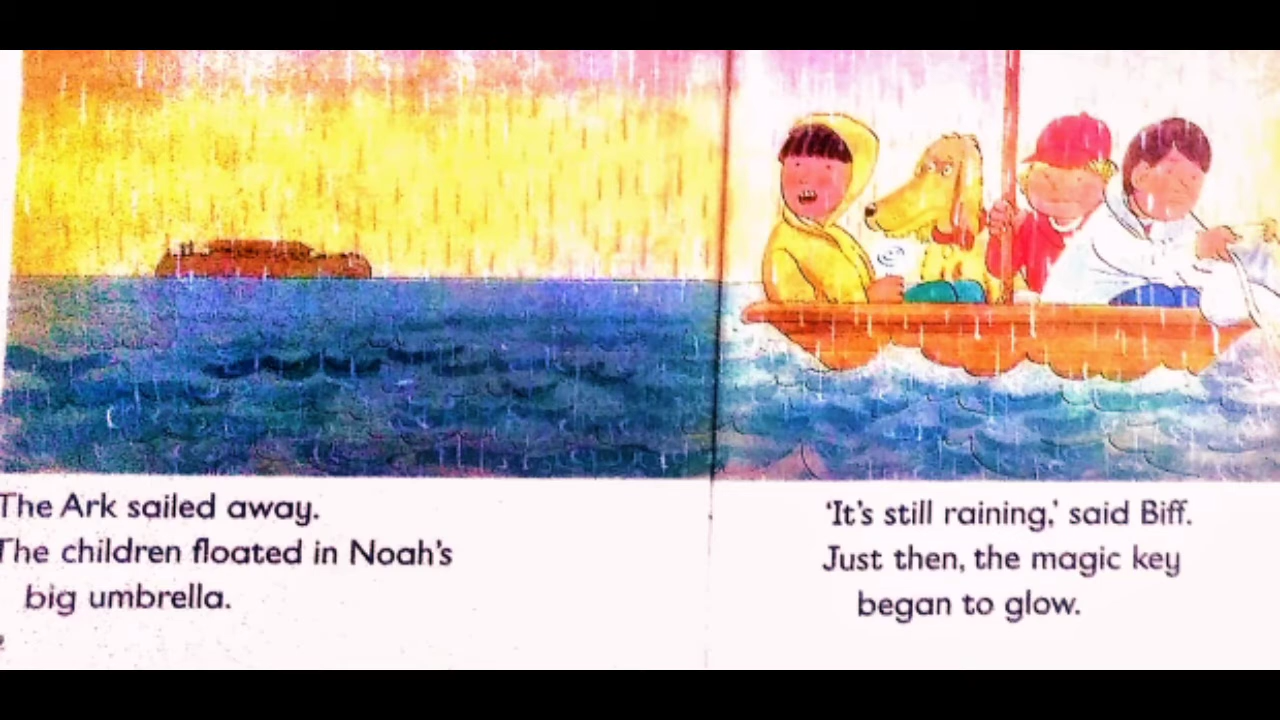 The Ark sailed away.
The children floated in Noah's
big umbrella.
'It's still raining,' said Biff.
Just then, the magic key
began to glow.